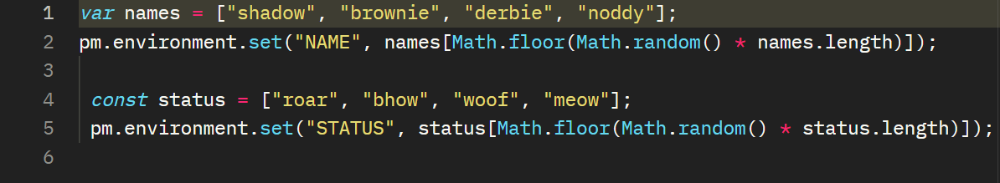 1 var names = ["shadow", "brownie", "derbie", "noddy"];
2 pm.environment.set("NAME", names[Math.floor(Math.random() * names.length)]);
3
4 const status = ["roar", "bhow", "woof", "meow"];
5 pm.environment.set("STATUS", status[Math.floor(Math.random() * status.length)]);
6